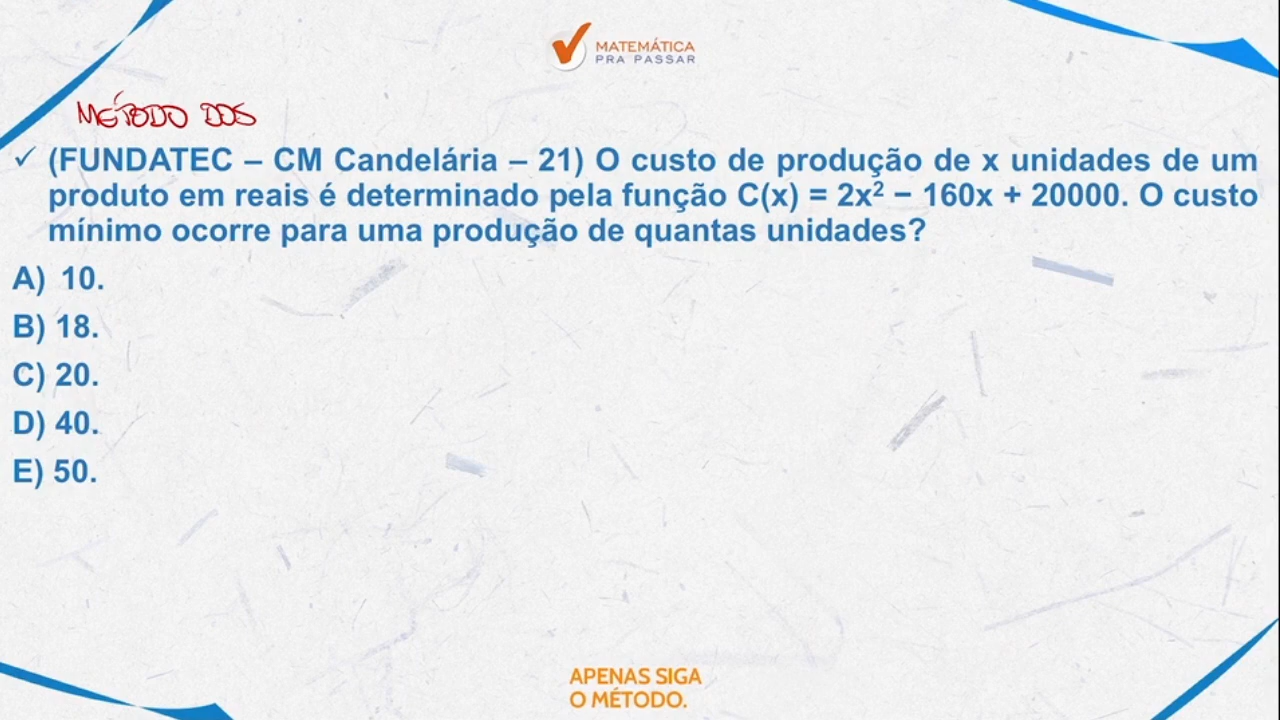 MATEMÁTICA
PRA PASSAR
MÉTODO DOS
✓ (FUNDATEC – CM Candelária – 21) O custo de produção de x unidades de um
produto em reais é determinado pela função C(x) = 2x² − 160x + 20000. O custo
mínimo ocorre para uma produção de quantas unidades?
A) 10.
B) 18.
C) 20.
D) 40.
E) 50.
APENAS SIGA
O MÉTODO.